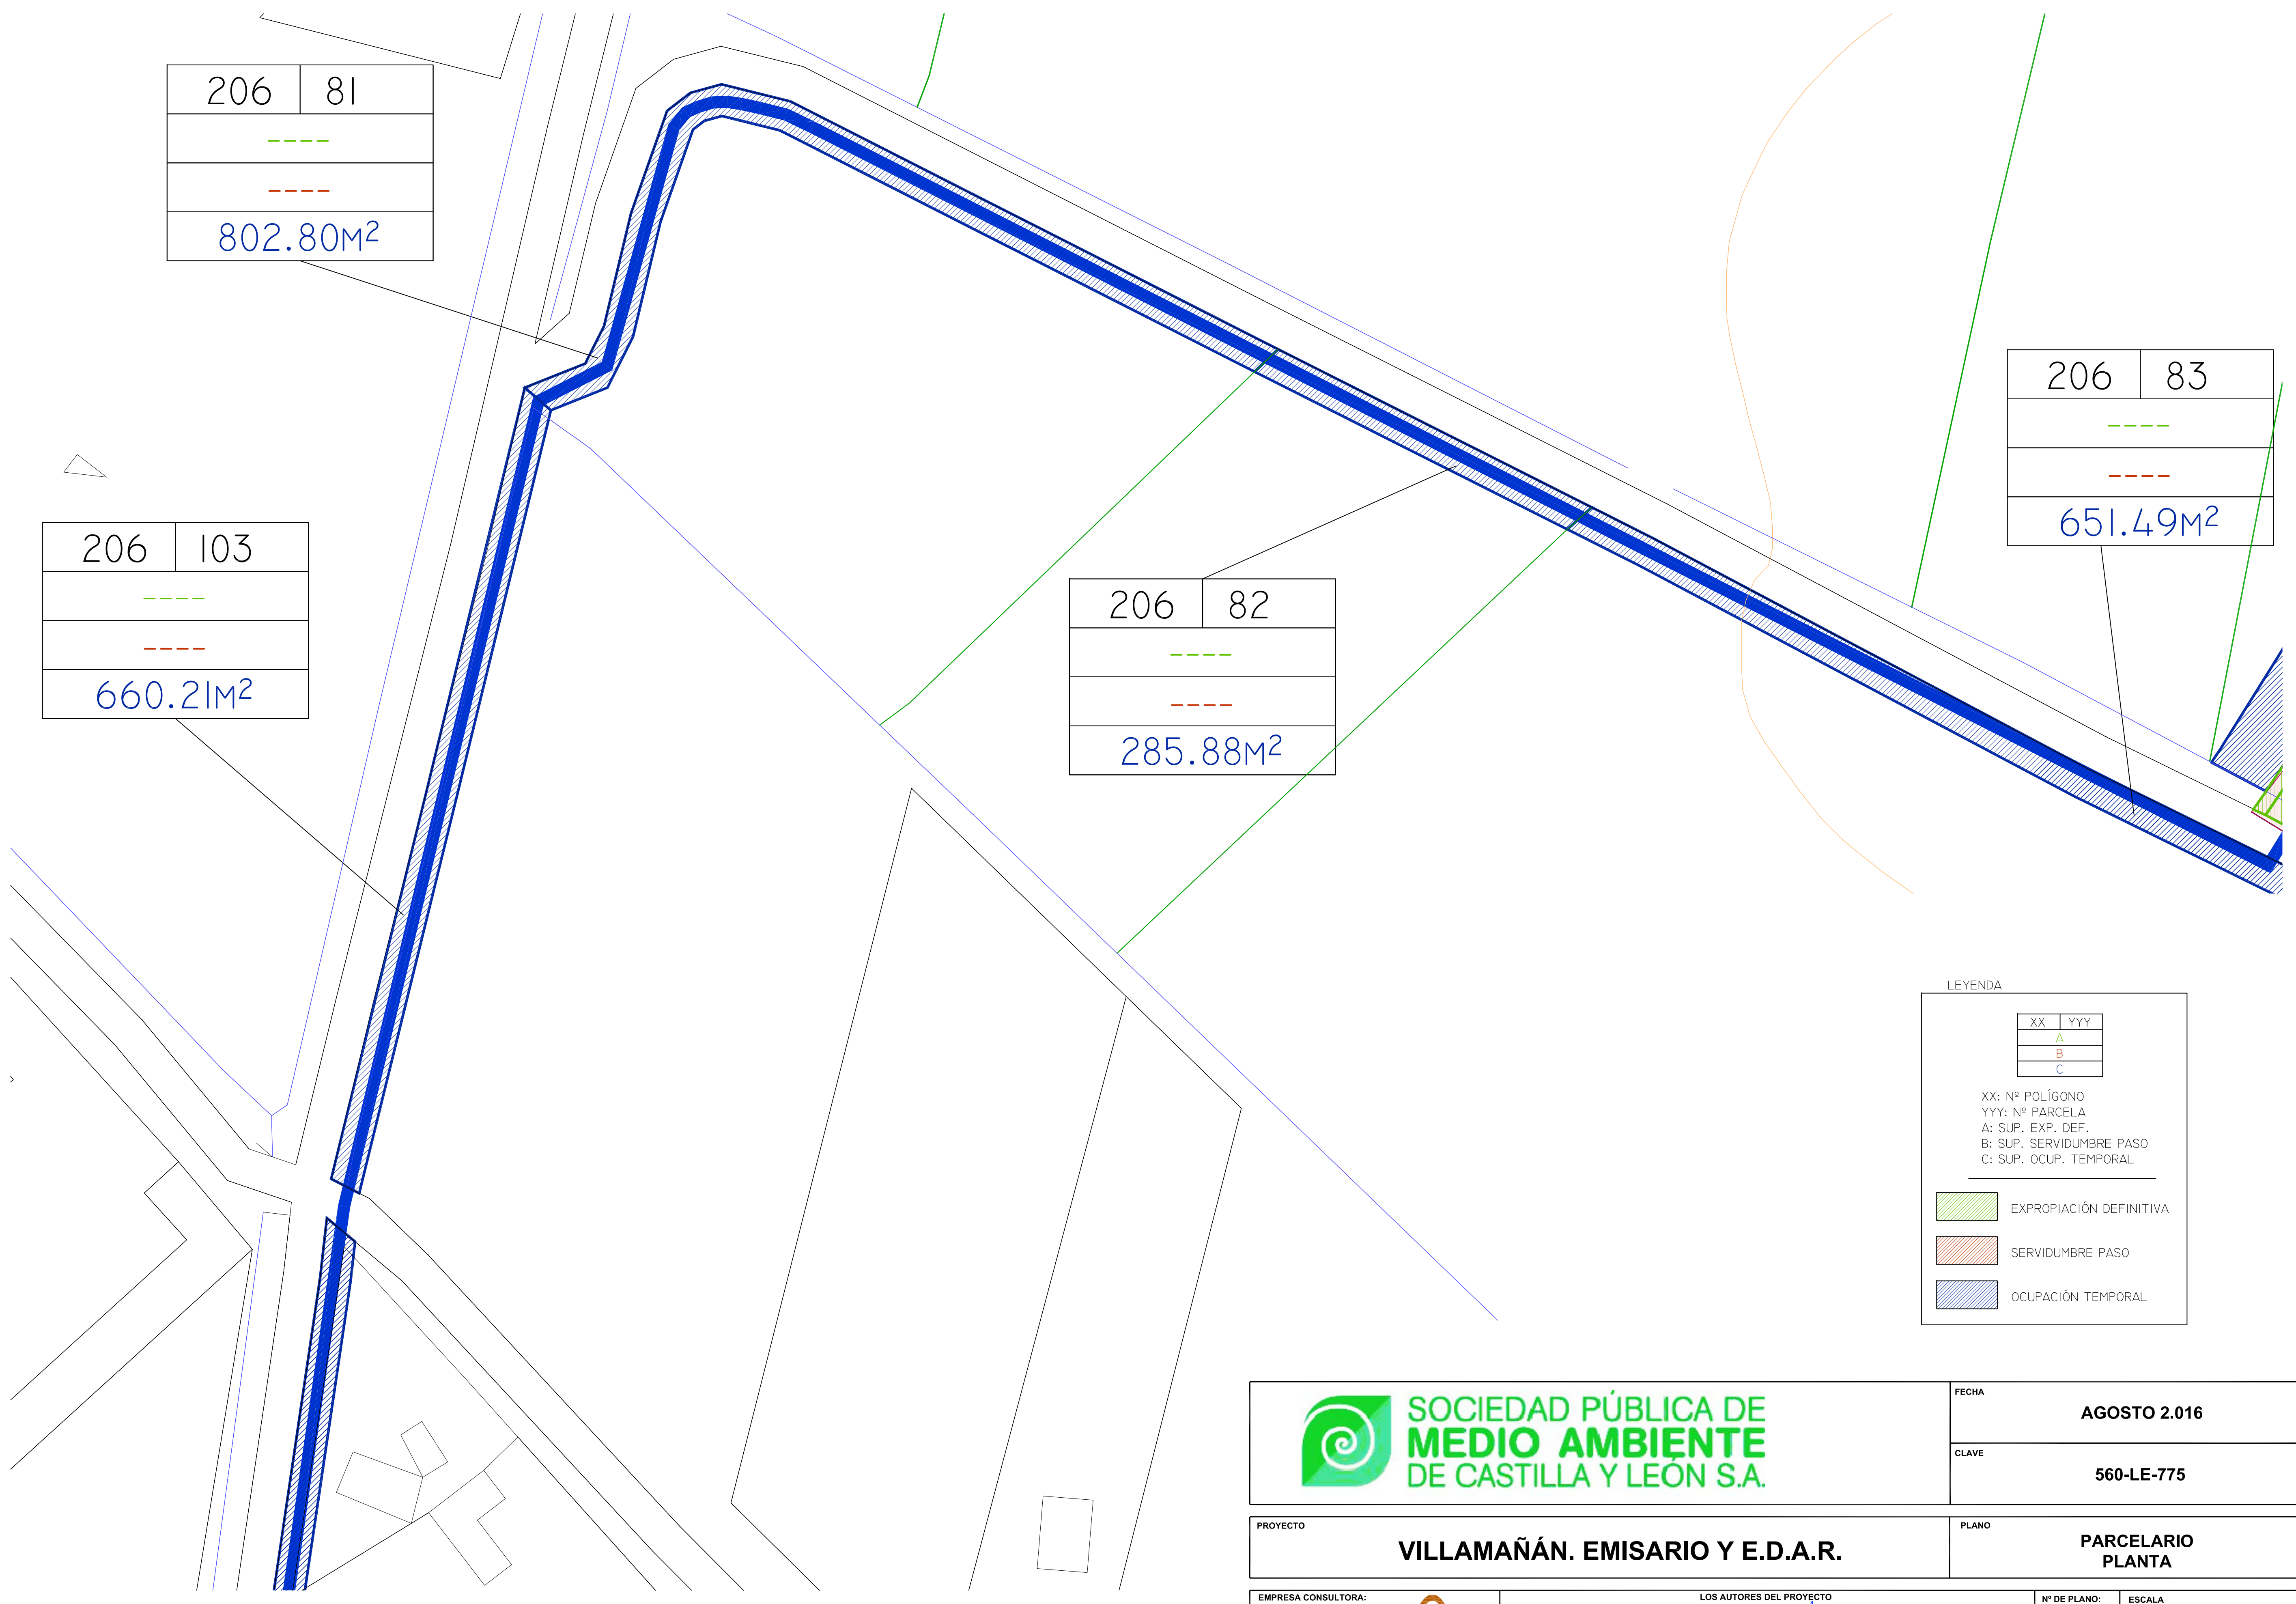 206 81
----
----
802.80M²
206 83
----
----
651.49M²
206 103
----
----
660.21M²
206 82
----
----
285.88M²
LEYENDA
XX YYY
A
B
C
XX: Nº POLÍGONO
YYY: Nº PARCELA
A: SUP. EXP. DEF.
B: SUP. SERVIDUMBRE PASO
C: SUP. OCUP. TEMPORAL
EXPROPIACIÓN DEFINITIVA
SERVIDUMBRE PASO
OCUPACIÓN TEMPORAL
SOCIEDAD PÚBLICA DE
MEDIO AMBIENTE
DE CASTILLA Y LEÓN S.A.
FECHA
AGOSTO 2.016
CLAVE
560-LE-775
PROYECTO
VILLAMAÑÁN. EMISARIO Y E.D.A.R.
PLANO
PARCELARIO
PLANTA
EMPRESA CONSULTORA:
LOS AUTORES DEL PROYECTO
Nº DE PLANO:
ESCALA